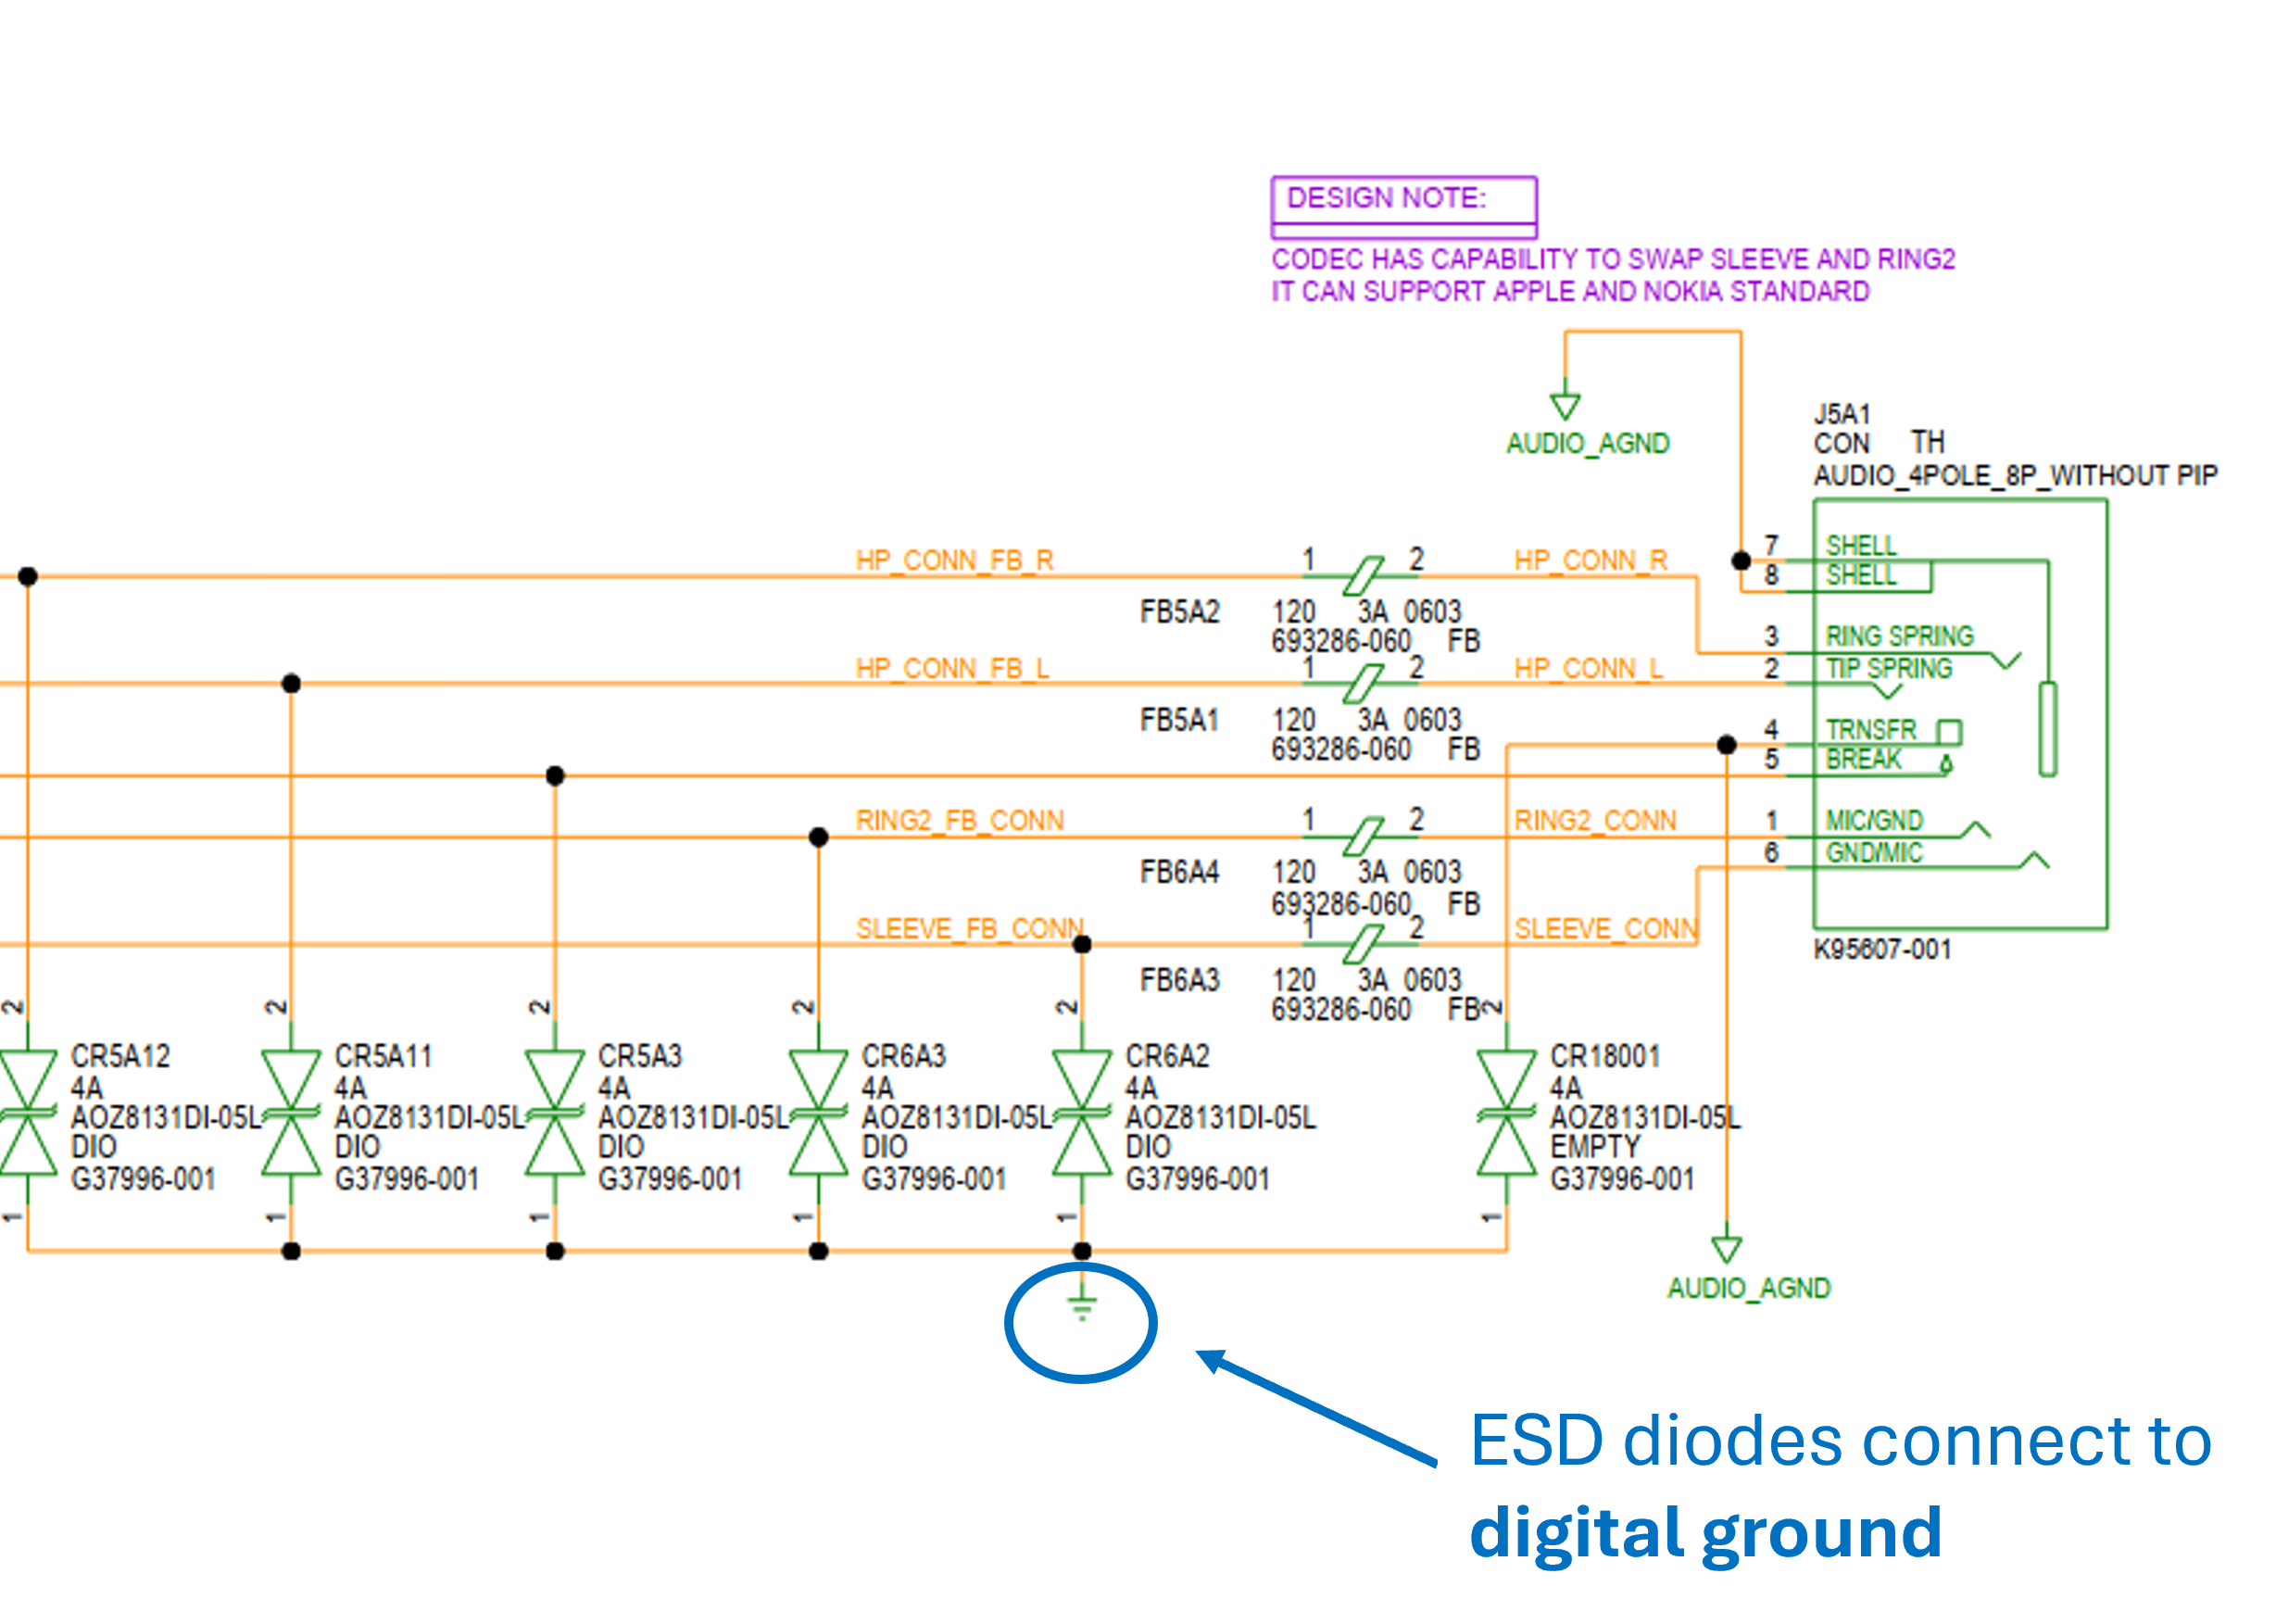 DESIGN NOTE:
CODEC HAS CAPABILITY TO SWAP SLEEVE AND RING2
IT CAN SUPPORT APPLE AND NOKIA STANDARD
AUDIO_AGND
J5A1
CON TH
AUDIO_4POLE_8P_WITHOUT PIP
7 SHELL
8 SHELL
3 RING SPRING
2 TIP SPRING
4 TRNSFR
5 BREAK
1 MIC/GND
6 GND/MIC
K95607-001
HP_CONN_FB_R 1 2 HP_CONN_R
FB5A2 120 3A 0603
693286-060 FB
HP_CONN_FB_L 1 2 HP_CONN_L
FB5A1 120 3A 0603
693286-060 FB
RING2_FB_CONN 1 2 RING2_CONN
FB6A4 120 3A 0603
693286-060 FB
SLEEVE_FB_CONN 1 2 SLEEVE_CONN
FB6A3 120 3A 0603
693286-060 FB
2
CR5A12
4A
AOZ8131DI-05L
DIO
G37996-001
1
2
CR5A11
4A
AOZ8131DI-05L
DIO
G37996-001
1
2
CR5A3
4A
AOZ8131DI-05L
DIO
G37996-001
1
2
CR6A3
4A
AOZ8131DI-05L
DIO
G37996-001
1
2
CR6A2
4A
AOZ8131DI-05L
DIO
G37996-001
1
2
CR18001
4A
AOZ8131DI-05L
EMPTY
G37996-001
1
AUDIO_AGND
ESD diodes connect to
digital ground